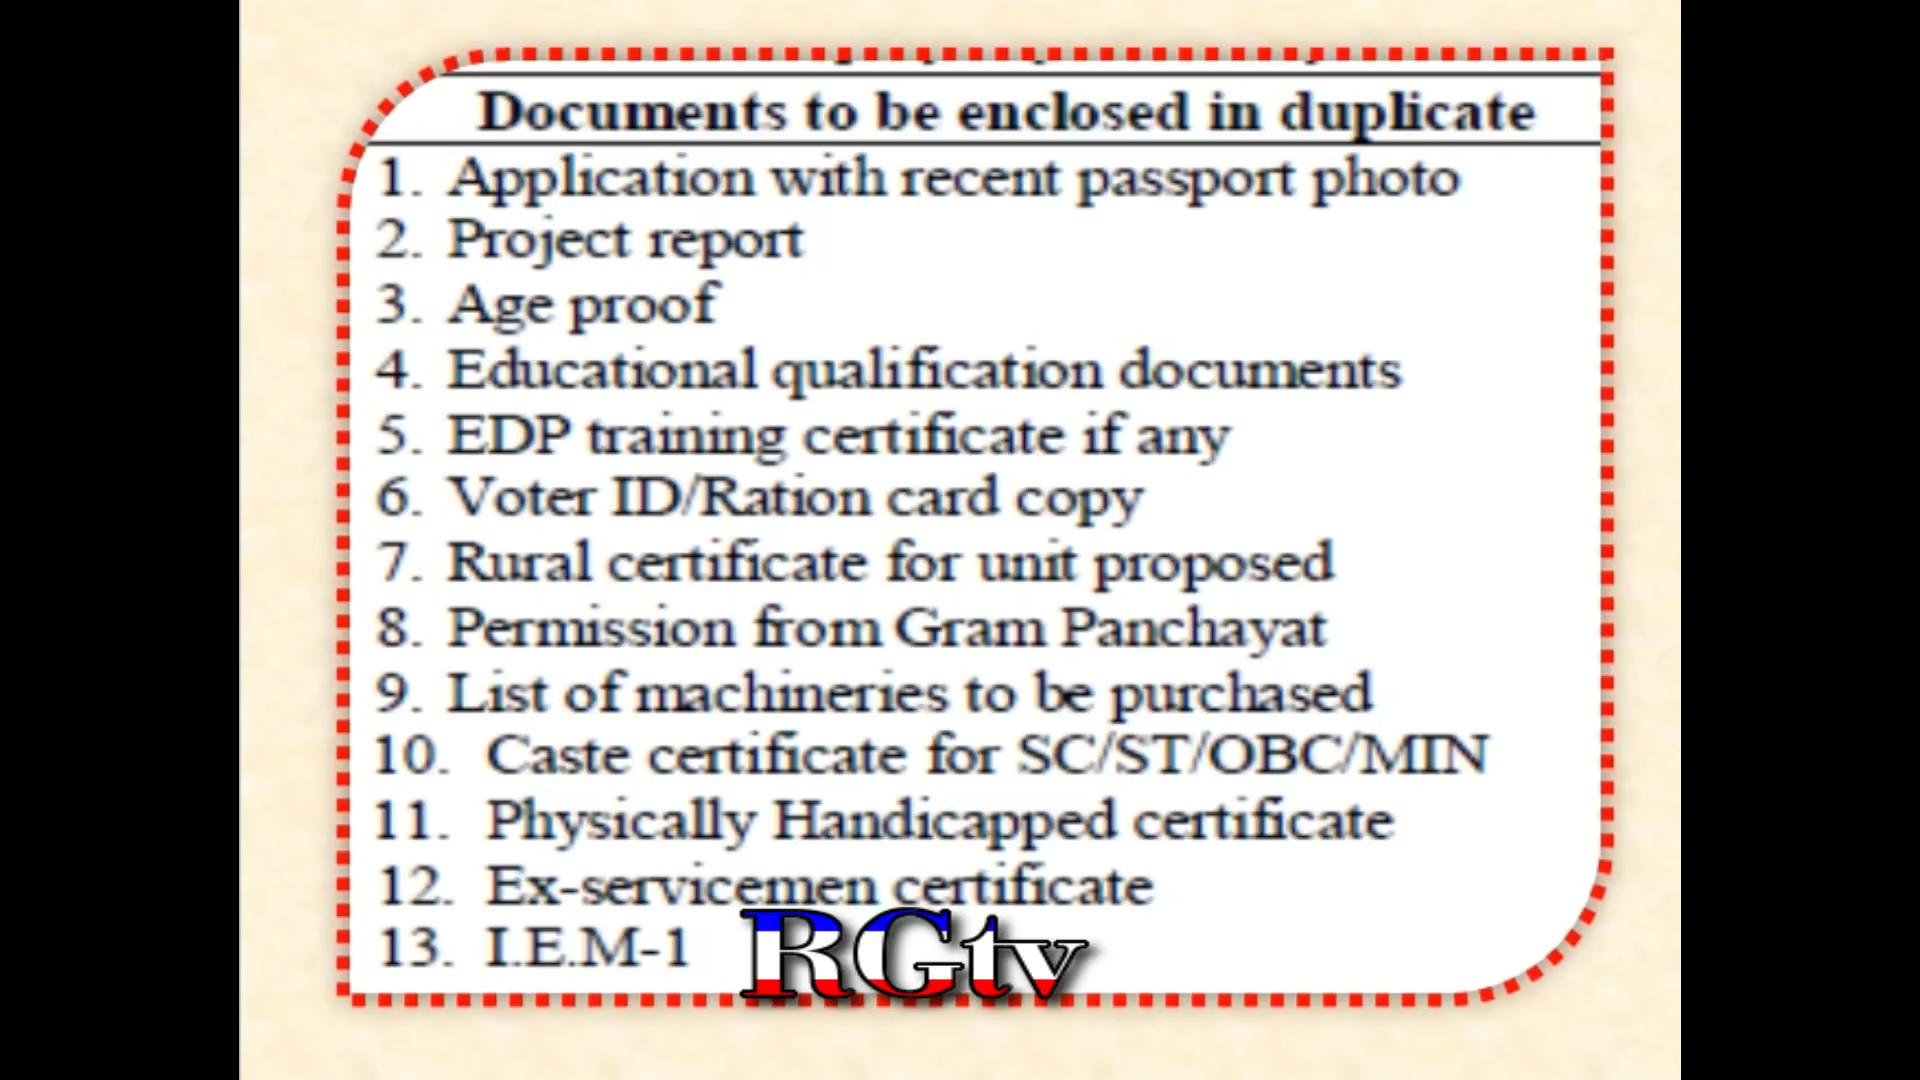 Documents to be enclosed in duplicate
1. Application with recent passport photo
2. Project report
3. Age proof
4. Educational qualification documents
5. EDP training certificate if any
6. Voter ID/Ration card copy
7. Rural certificate for unit proposed
8. Permission from Gram Panchayat
9. List of machineries to be purchased
10. Caste certificate for SC/ST/OBC/MIN
11. Physically Handicapped certificate
12. Ex-servicemen certificate
13. I.E.M-1
RGtv